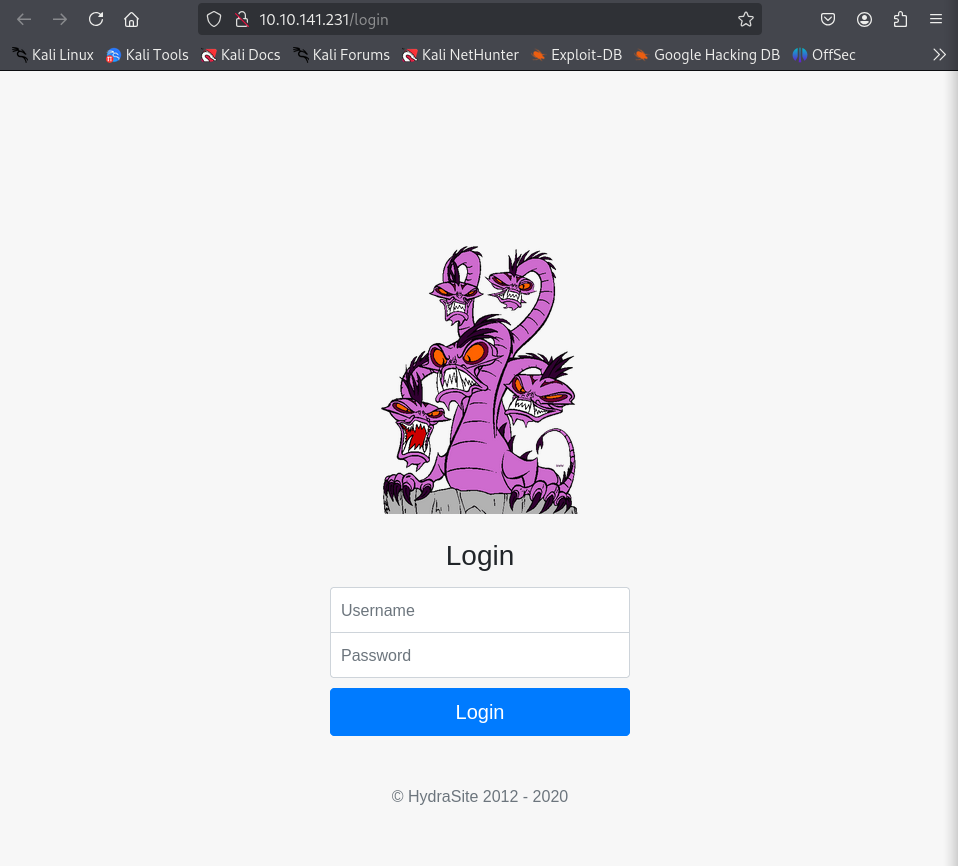 10.10.141.231/login
Kali Linux Kali Tools Kali Docs Kali Forums Kali NetHunter Exploit-DB Google Hacking DB OffSec
Login
Username
Password
Login
© HydraSite 2012 - 2020